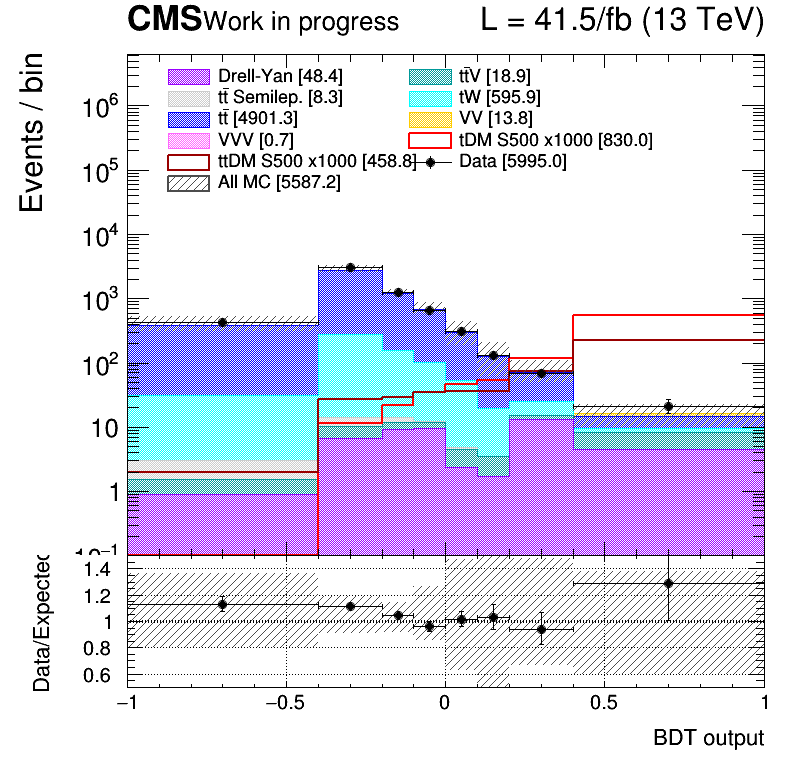 CMS Work in progress L = 41.5/fb (13 TeV)
Events / bin
Drell-Yan [48.4] tt̄V [18.9]
tt̄ Semilep. [8.3] tW [595.9]
tt̄ [4901.3] VV [13.8]
VVV [0.7] tDM S500 x1000 [830.0]
ttDM S500 x1000 [458.8] Data [5995.0]
All MC [5587.2]
10⁶
10⁵
10⁴
10³
10²
10
1
10⁻¹
Data/Expected
1.4
1.2
1
0.8
0.6
−1 −0.5 0 0.5 1
BDT output